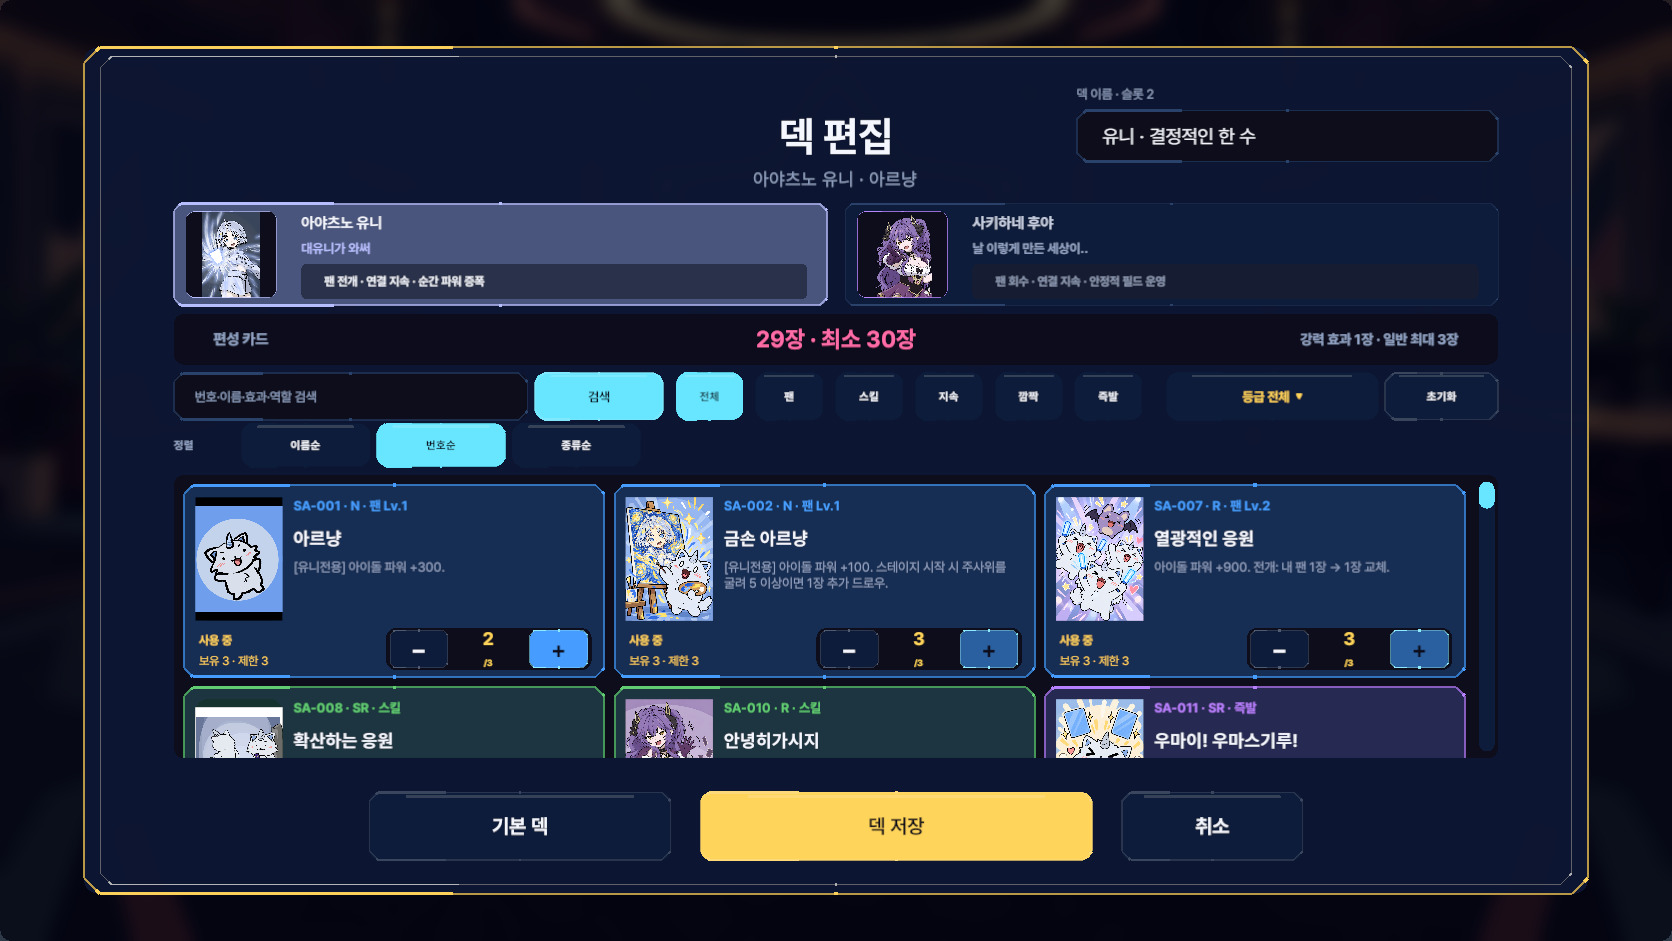 덱 이름 · 슬롯 2
유니 · 결정적인 한 수
덱 편집
아야츠노 유니 · 아르냥
아야츠노 유니
대유니가 와써
팬 전개 · 연결 지속 · 순간 파워 증폭
사키하네 후야
날 이렇게 만든 세상이..
팬 회수 · 연결 지속 · 안정적 필드 운영
편성 카드
29장 · 최소 30장
강력 효과 1장 · 일반 최대 3장
번호·이름·효과·역할 검색
검색
전체
팬
스킬
지속
깜짝
즉발
등급 전체 ▼
초기화
정렬
이름순
번호순
종류순
SA-001 · N · 팬 Lv.1
아르냥
[유니전용] 아이돌 파워 +300.
사용 중
보유 3 · 제한 3
−
2
/3
+
SA-002 · N · 팬 Lv.1
금손 아르냥
[유니전용] 아이돌 파워 +100. 스테이지 시작 시 주사위를
굴려 5 이상이면 1장 추가 드로우.
사용 중
보유 3 · 제한 3
−
3
/3
+
SA-007 · R · 팬 Lv.2
열광적인 응원
아이돌 파워 +900. 전개: 내 팬 1장 → 1장 교체.
사용 중
보유 3 · 제한 3
−
3
/3
+
SA-008 · SR · 스킬
확산하는 응원
SA-010 · R · 스킬
안녕히가시지
SA-011 · SR · 즉발
우마이! 우마스기루!
기본 덱
덱 저장
취소